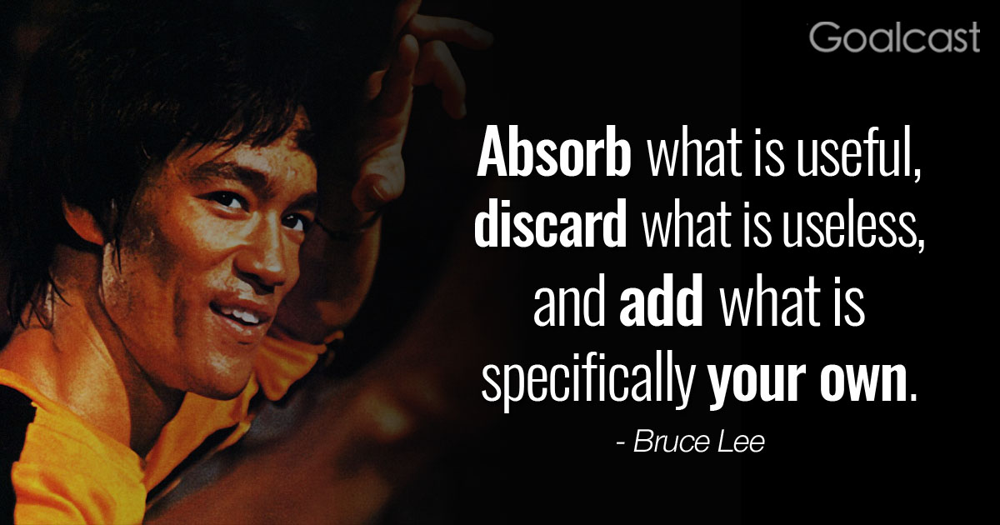 Goalcast
Absorb what is useful,
discard what is useless,
and add what is
specifically your own.
- Bruce Lee